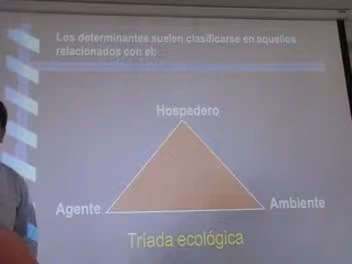 Los determinantes suelen clasificarse en aquellos
relacionados con el:
Hospedero
Agente
Ambiente
Tríada ecológica